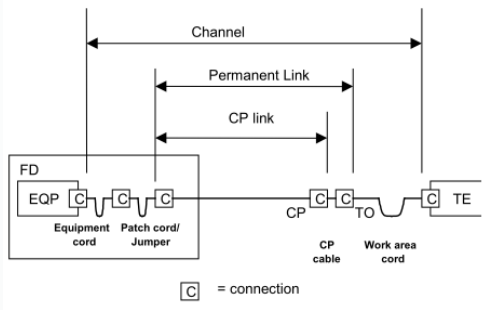 Channel
Permanent Link
CP link
FD
EQP
C
C
C
C
C
C
TE
CP
TO
Equipment
cord
Patch cord/
Jumper
CP
cable
Work area
cord
C = connection